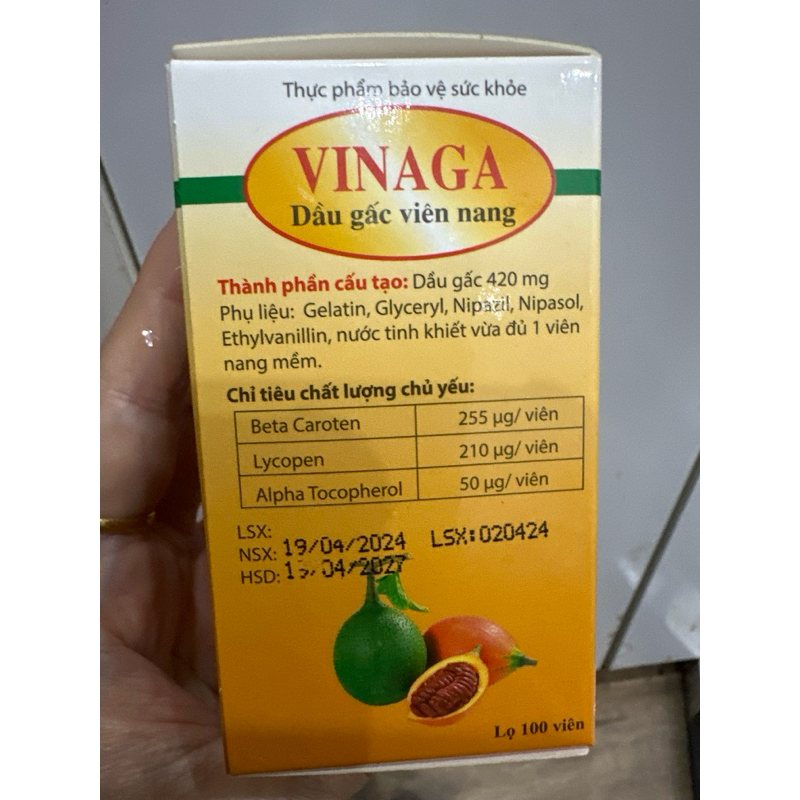 Thực phẩm bảo vệ sức khỏe
VINAGA
Dầu gấc viên nang
Thành phần cấu tạo: Dầu gấc 420 mg
Phụ liệu: Gelatin, Glyceryl, Nipazil, Nipasol,
Ethylvanillin, nước tinh khiết vừa đủ 1 viên
nang mềm.
Chỉ tiêu chất lượng chủ yếu:
Beta Caroten 255 µg/ viên
Lycopen 210 µg/ viên
Alpha Tocopherol 50 µg/ viên
LSX: LSX:020424
NSX: 19/04/2024
HSD: 19/04/2027
Lọ 100 viên